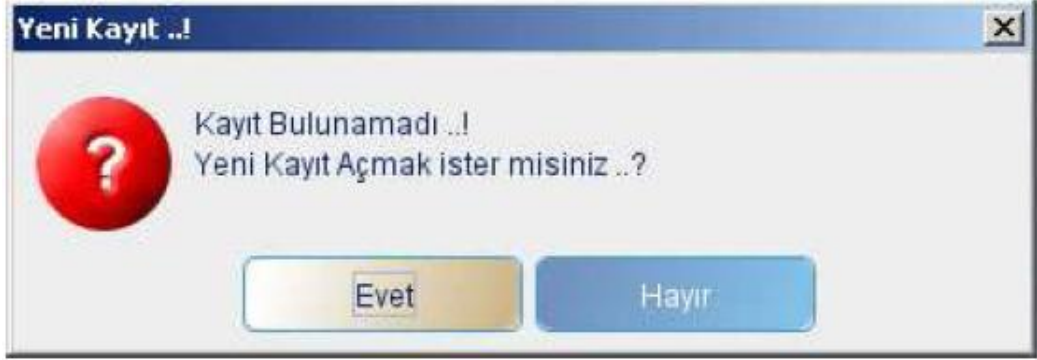 Yeni Kayıt ..!
Kayıt Bulunamadı ..!
Yeni Kayıt Açmak ister misiniz ..?
Evet
Hayır